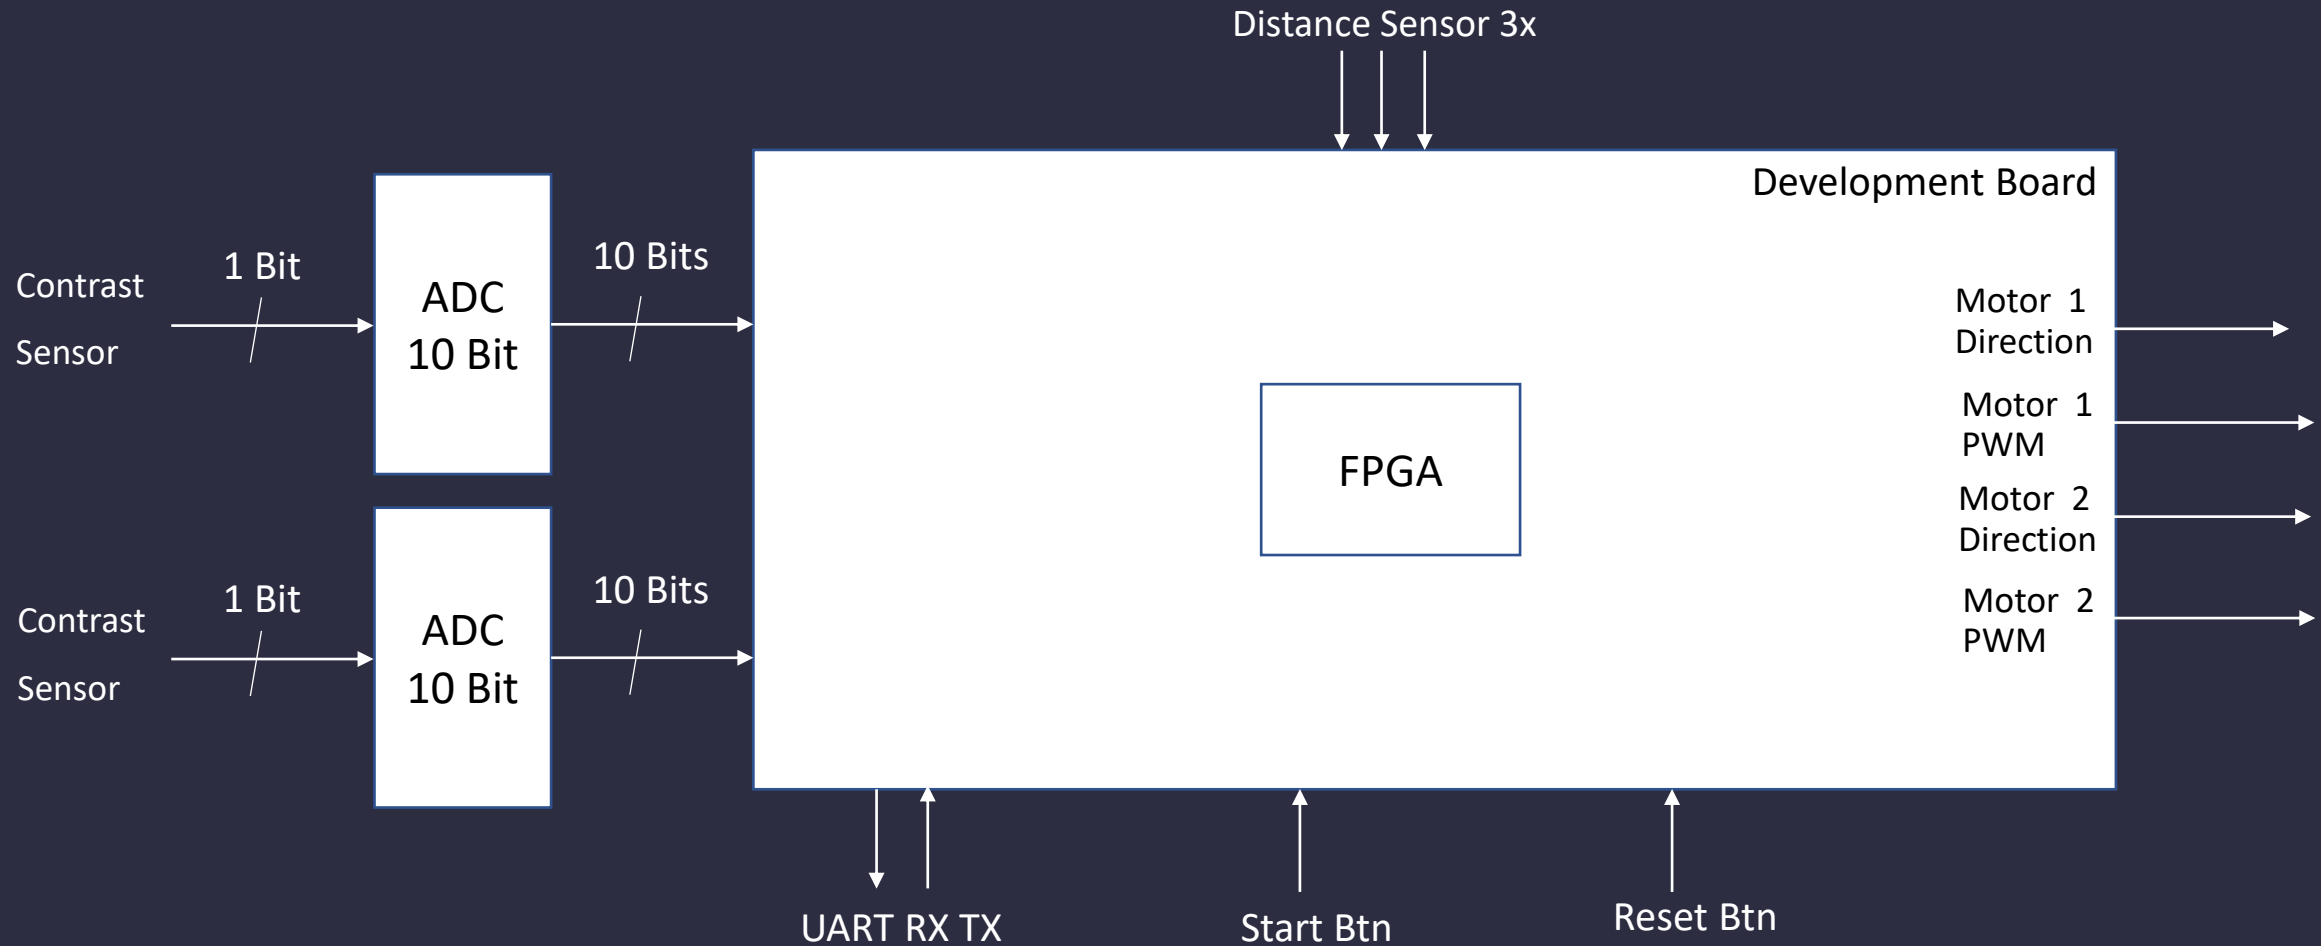 Distance Sensor 3x
Development Board
Contrast
Sensor
1 Bit
ADC
10 Bit
10 Bits
Motor 1
Direction
Motor 1
PWM
FPGA
Motor 2
Direction
Motor 2
PWM
Contrast
Sensor
1 Bit
ADC
10 Bit
10 Bits
UART RX TX
Start Btn
Reset Btn